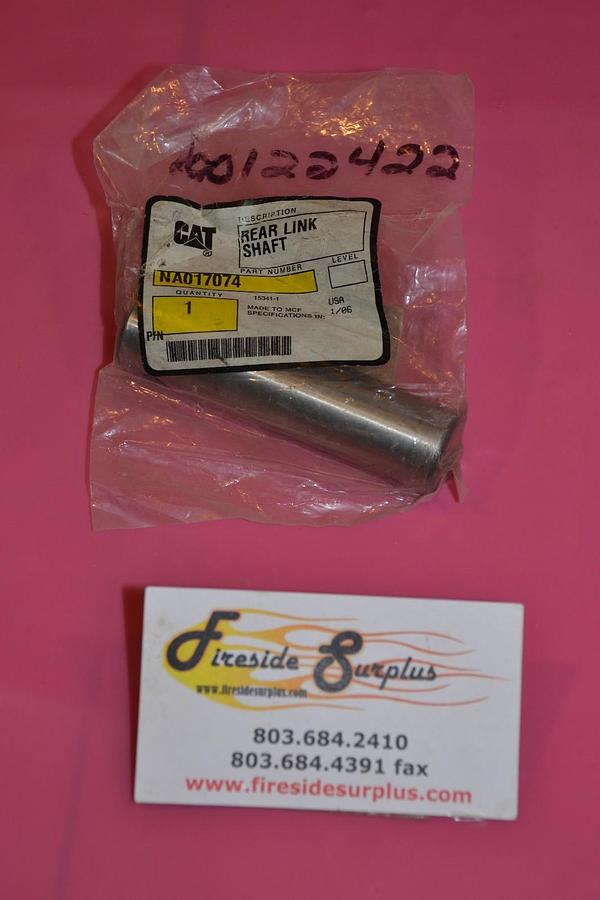 600122422
CAT®
DESCRIPTION
REAR LINK
SHAFT
PART NUMBER
LEVEL
NA017074
QUANTITY
15341-1
1
MADE TO MCF
SPECIFICATIONS IN:
USA
1/06
P/N
Fireside Surplus
www.firesidesurplus.com
803.684.2410
803.684.4391 fax
www.firesidesurplus.com